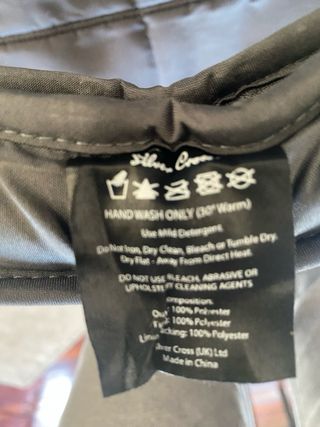 Silver Cross
HAND WASH ONLY (30° Warm)
Use Mild Detergent.
Do Not Iron, Dry Clean, Bleach or Tumble Dry.
Dry Flat - Away From Direct Heat.
DO NOT USE BLEACH, ABRASIVE OR
UPHOLSTERY CLEANING AGENTS
Composition.
100% Polyester
100% Polyester
100% Polyester
Silver Cross (UK) Ltd
Made in China